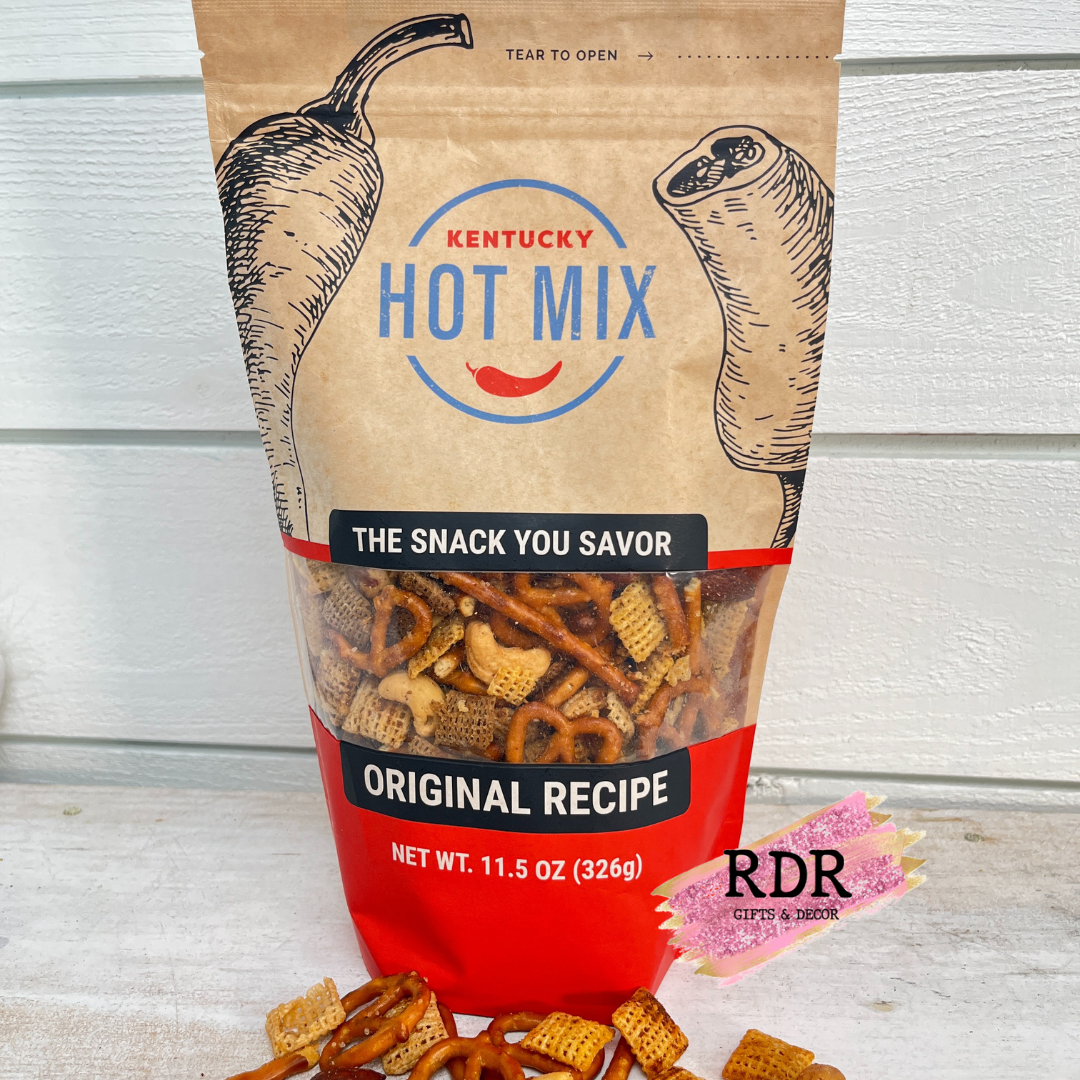 TEAR TO OPEN →
KENTUCKY
HOT MIX
THE SNACK YOU SAVOR
ORIGINAL RECIPE
NET WT. 11.5 OZ (326g)
RDR
GIFTS & DECOR